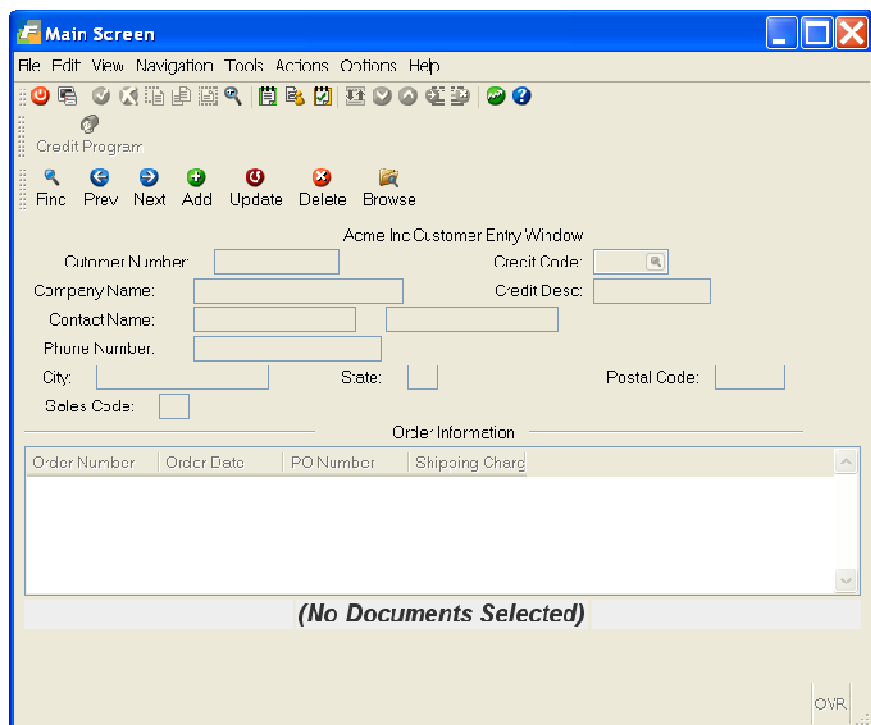 Main Screen
File Edit View Navigation Tools Actions Options Help
Credit Program
Find Prev Next Add Update Delete Browse
Acme Inc Customer Entry Window
Cutomer Number: Credit Code:
Company Name: Credit Desc:
Contact Name:
Phone Number:
City: State: Postal Code:
Sales Code:
Order Information
Order Number Order Date PO Number Shipping Charg
(No Documents Selected)
OVR